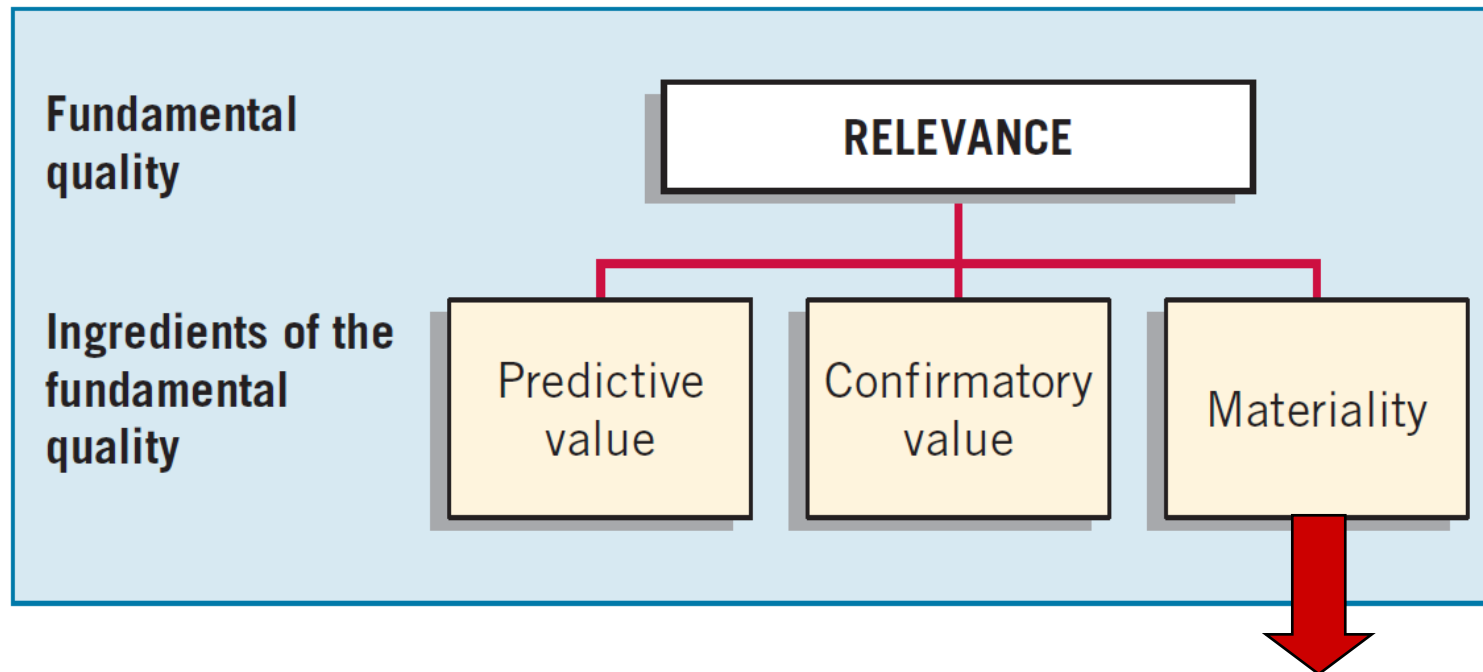 Fundamental
quality
RELEVANCE
Ingredients of the
fundamental
quality
Predictive
value
Confirmatory
value
Materiality